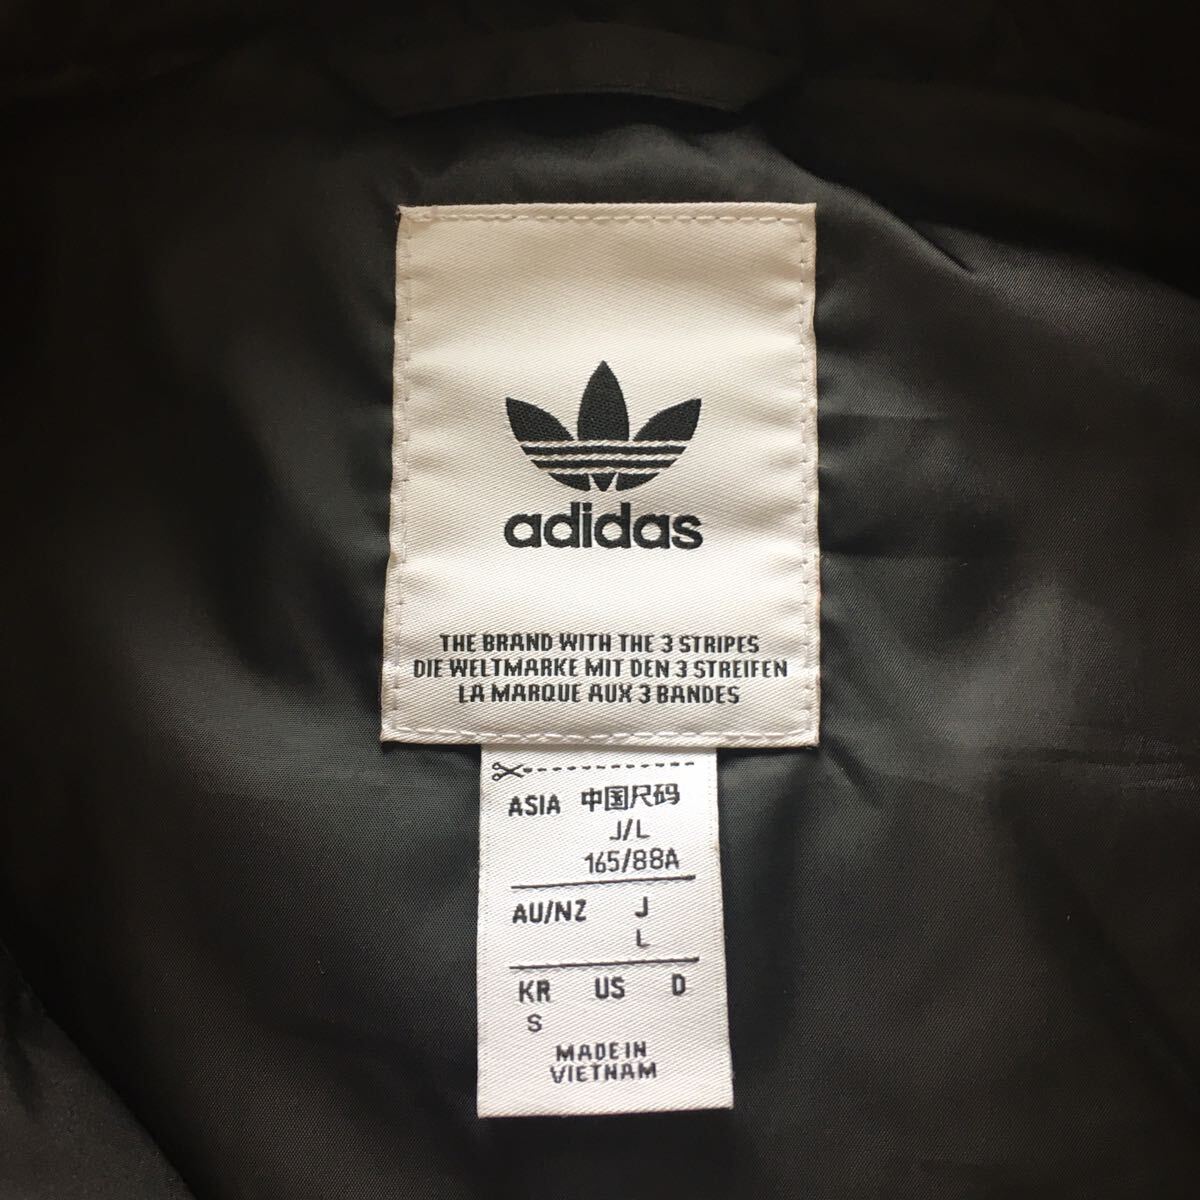 adidas
THE BRAND WITH THE 3 STRIPES
DIE WELTMARKE MIT DEN 3 STREIFEN
LA MARQUE AUX 3 BANDES
ASIA 中国尺码
J/L
165/88A
AU/NZ J
L
KR US D
S
MADE IN
VIETNAM